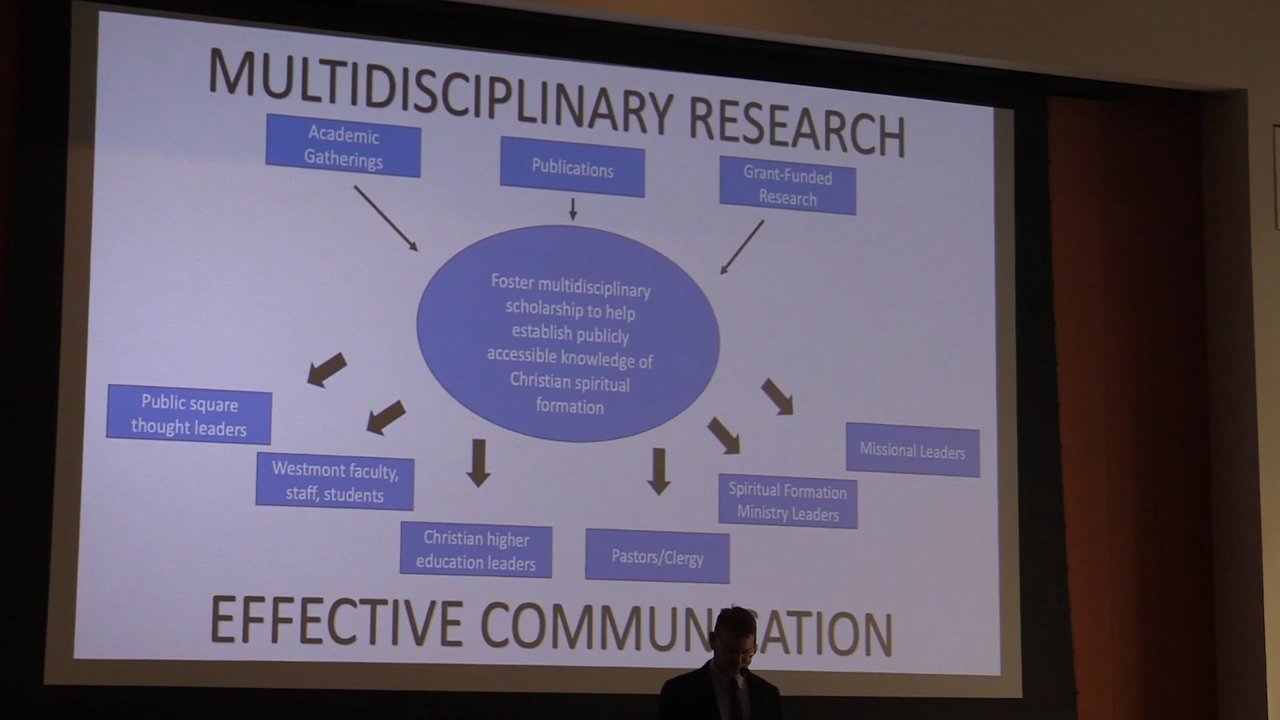 MULTIDISCIPLINARY RESEARCH
Academic
Gatherings
Publications
Grant-Funded
Research
Foster multidisciplinary
scholarship to help
establish publicly
accessible knowledge of
Christian spiritual
formation
Public square
thought leaders
Westmont faculty,
staff, students
Christian higher
education leaders
Pastors/Clergy
Spiritual Formation
Ministry Leaders
Missional Leaders
EFFECTIVE COMMUNICATION